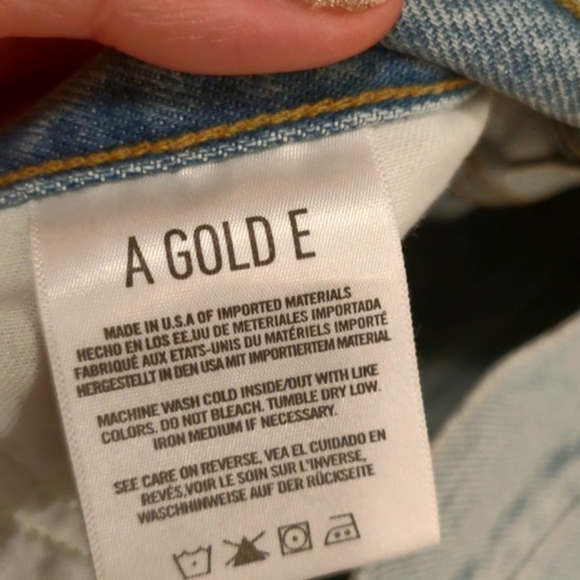 A GOLD E
MADE IN U.S.A OF IMPORTED MATERIALS
HECHO EN LOS EE.UU DE METERIALES IMPORTADA
FABRIQUÉ AUX ETATS-UNIS DU MATÉRIELS IMPORTÉ
HERGESTELLT IN DEN USA MIT IMPORTIERTEM MATERIAL
MACHINE WASH COLD INSIDE/OUT WITH LIKE
COLORS. DO NOT BLEACH. TUMBLE DRY LOW.
IRON MEDIUM IF NECESSARY.
SEE CARE ON REVERSE, VEA EL CUIDADO EN
REVÉS,VOIR LE SOIN SUR L'INVERSE,
WASCHHINWEISE AUF DER RÜCKSEITE